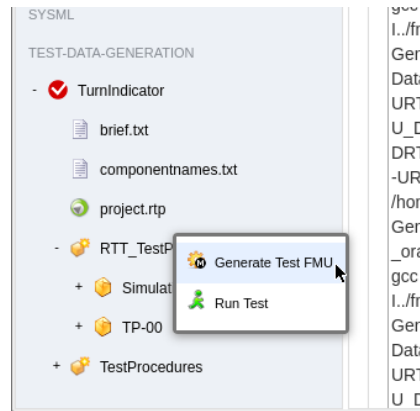 SYSML
TEST-DATA-GENERATION
- TurnIndicator
brief.txt
componentnames.txt
project.rtp
- RTT_TestP
Generate Test FMU
+ Simulat
Run Test
+ TP-00
+ TestProcedures
gcc
I../fr
Gen
Data
URT
U_D
DRT
-UR
/hon
Gen
_ora
gcc
I../fr
Gen
Data
URT
U_D